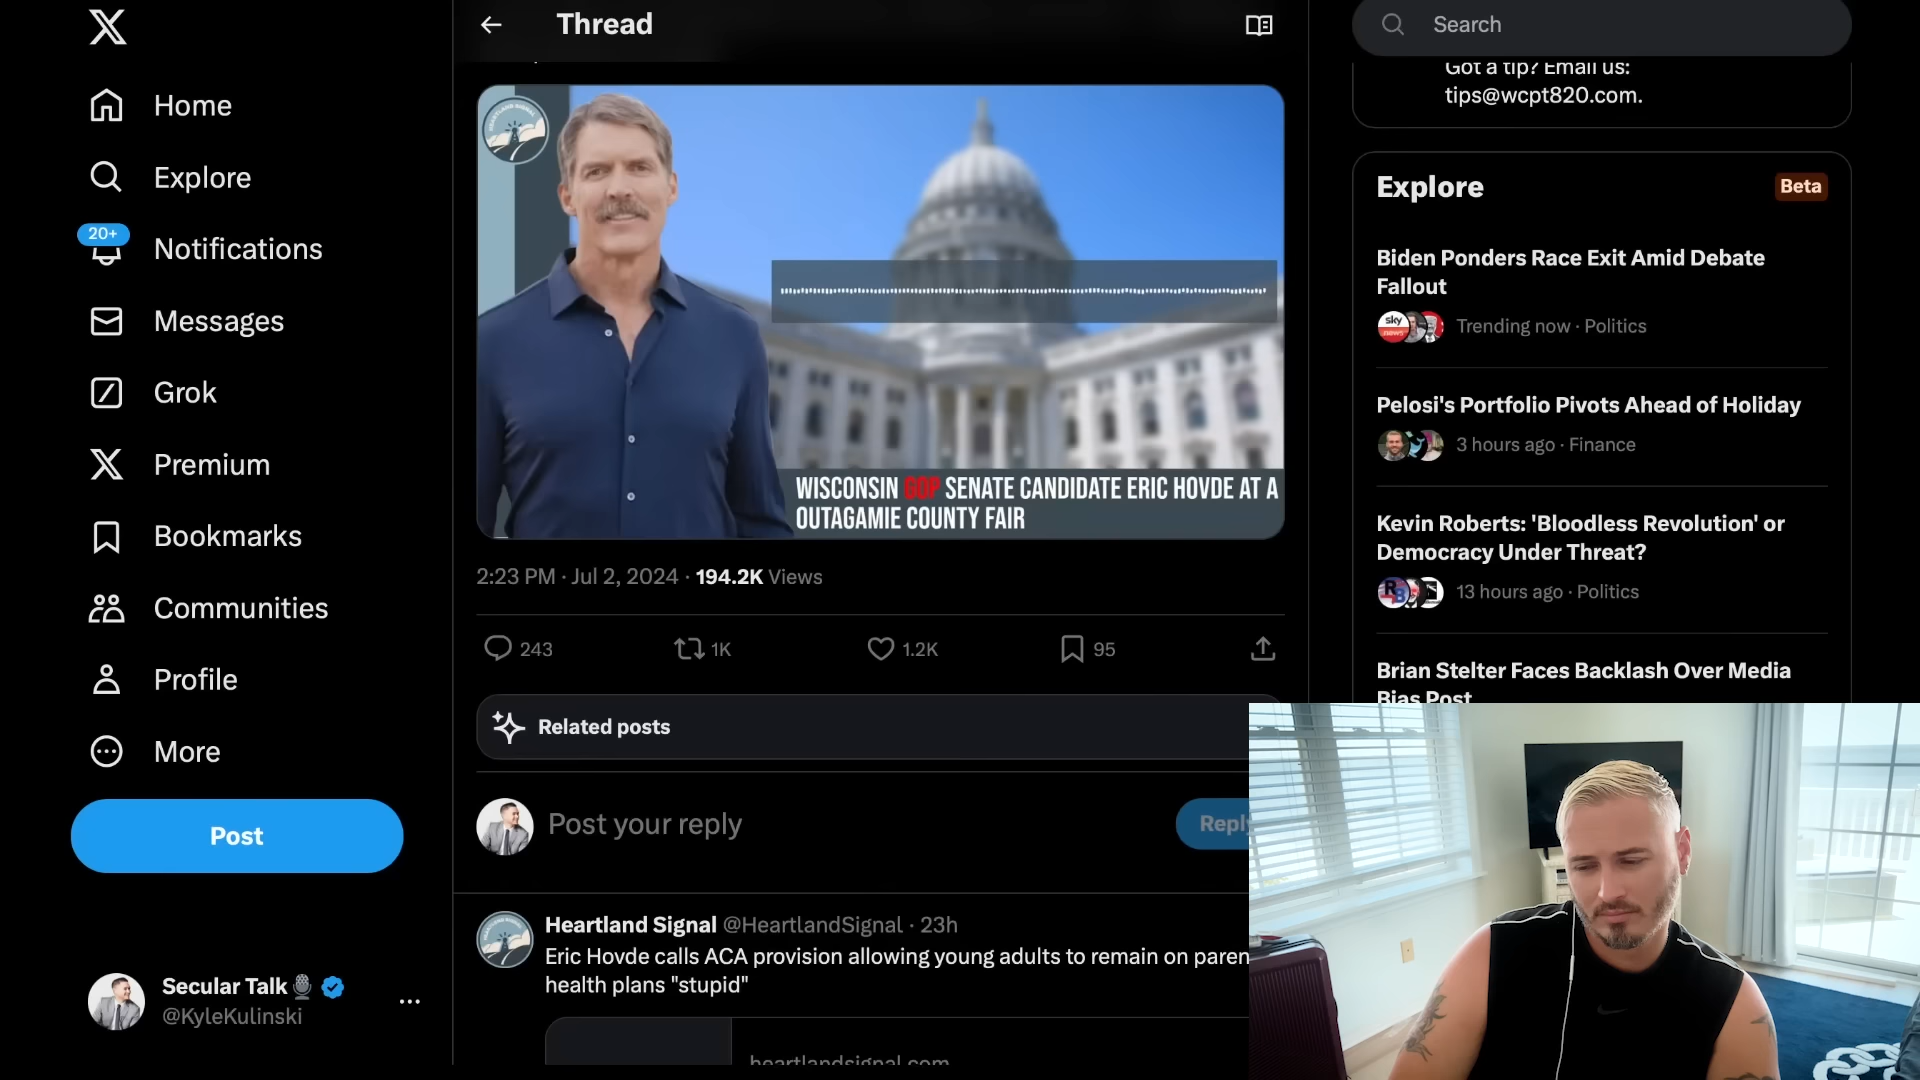 Home
Explore
20+
Notifications
Messages
Grok
Premium
Bookmarks
Communities
Profile
More
Post
Secular Talk
@KyleKulinski
Thread
HEARTLAND SIGNAL
WISCONSIN GOP SENATE CANDIDATE ERIC HOVDE AT A
OUTAGAMIE COUNTY FAIR
2:23 PM · Jul 2, 2024 · 194.2K Views
243
1K
1.2K
95
Related posts
Post your reply
Reply
Heartland Signal @HeartlandSignal · 23h
Eric Hovde calls ACA provision allowing young adults to remain on paren
health plans "stupid"
heartlandsignal.com
Search
Got a tip? Email us:
tips@wcpt820.com.
Explore
Beta
Biden Ponders Race Exit Amid Debate
Fallout
sky
news
Trending now · Politics
Pelosi's Portfolio Pivots Ahead of Holiday
3 hours ago · Finance
Kevin Roberts: 'Bloodless Revolution' or
Democracy Under Threat?
13 hours ago · Politics
Brian Stelter Faces Backlash Over Media
Bias Post